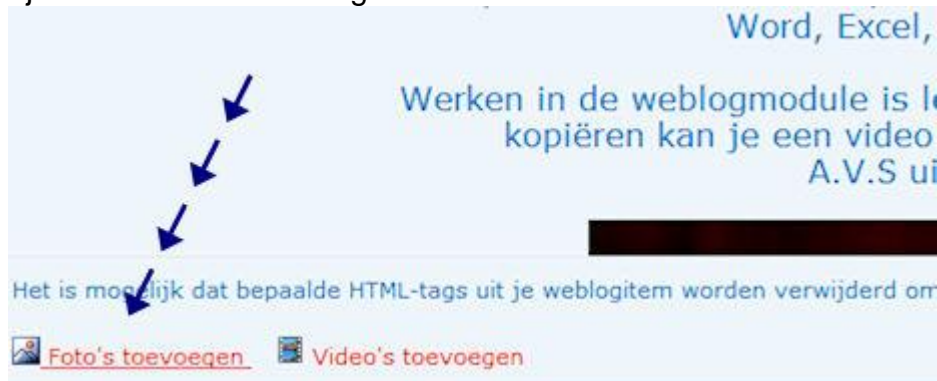 Word, Excel,
Werken in de weblogmodule is
kopiëren kan je een video
A.V.S
Het is mogelijk dat bepaalde HTML-tags uit je weblogitem worden verwijderd om
Foto's toevoegen
Video's toevoegen